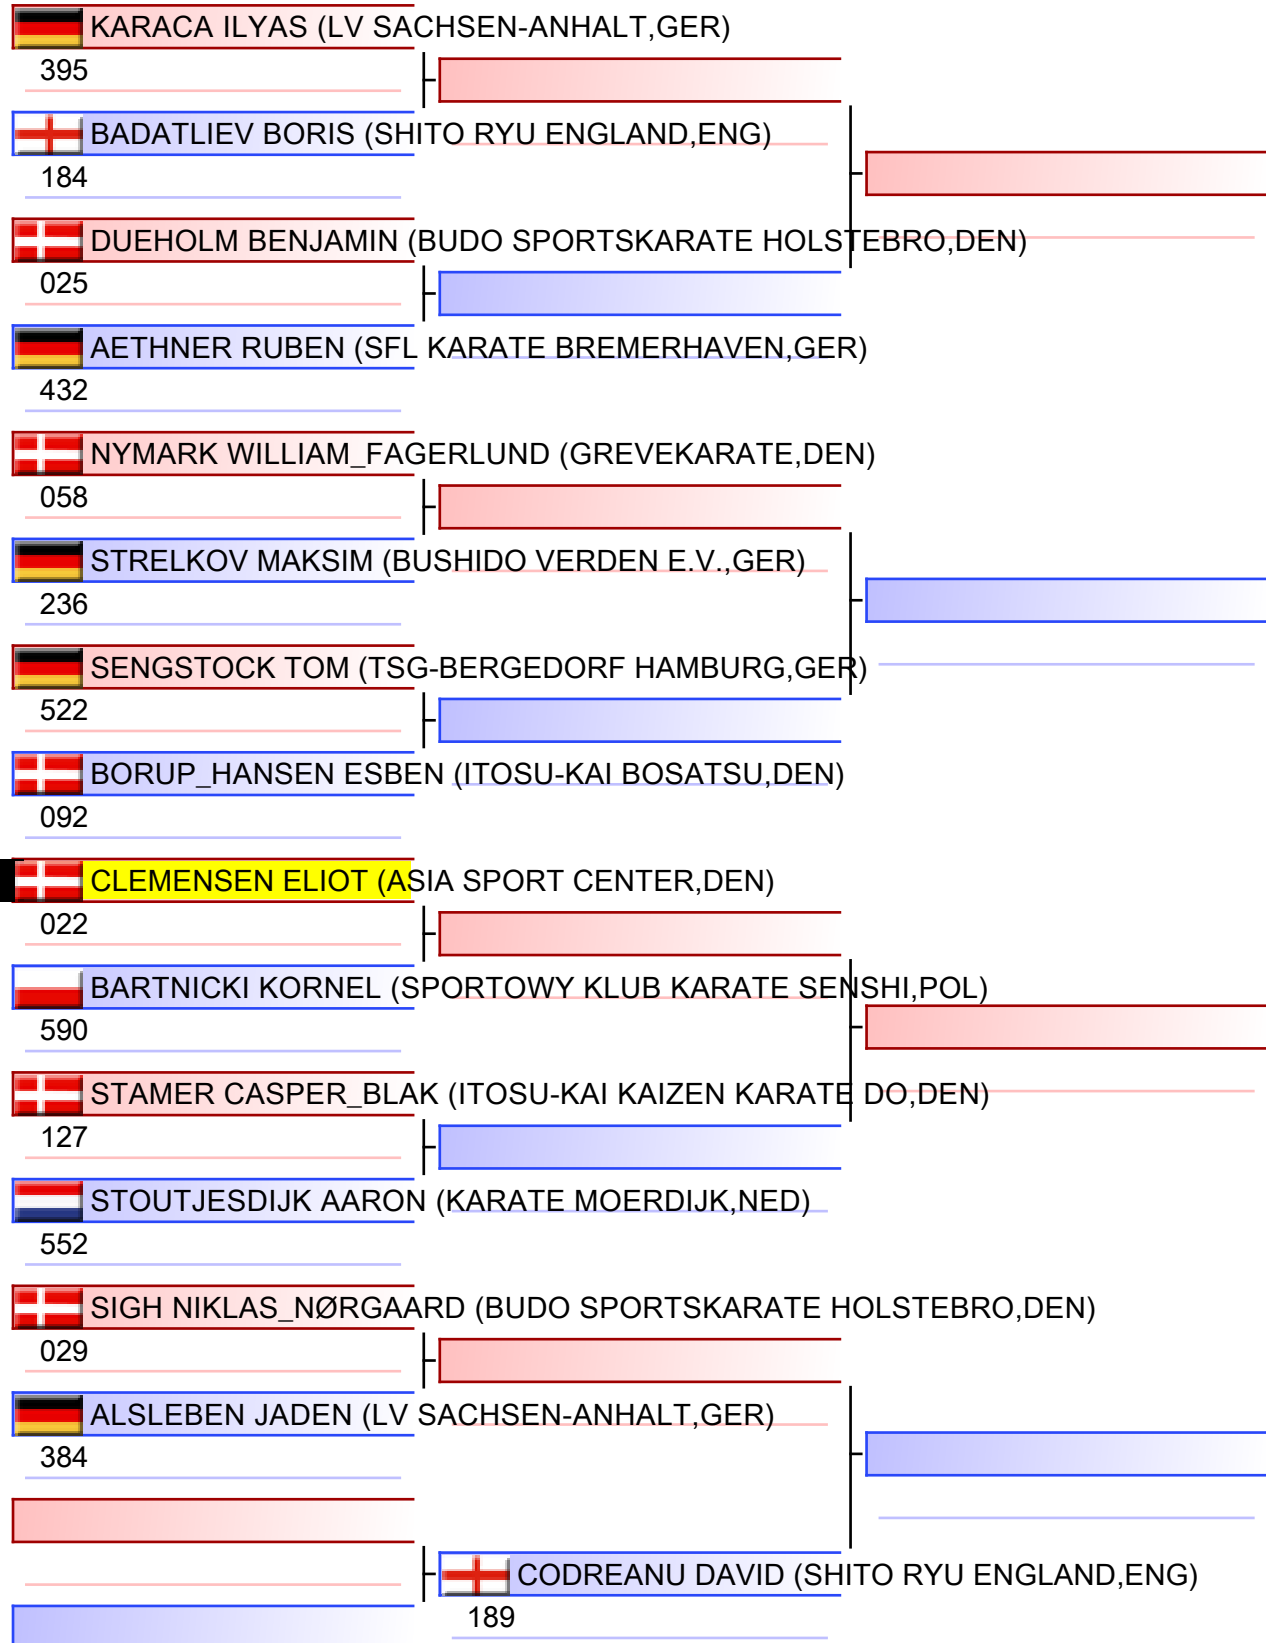 KARACA ILYAS (LV SACHSEN-ANHALT,GER)
395
BADATLIEV BORIS (SHITO RYU ENGLAND,ENG)
184
DUEHOLM BENJAMIN (BUDO SPORTSKARATE HOLSTEBRO,DEN)
025
AETHNER RUBEN (SFL KARATE BREMERHAVEN,GER)
432
NYMARK WILLIAM_FAGERLUND (GREVEKARATE,DEN)
058
STRELKOV MAKSIM (BUSHIDO VERDEN E.V.,GER)
236
SENGSTOCK TOM (TSG-BERGEDORF HAMBURG,GER)
522
BORUP_HANSEN ESBEN (ITOSU-KAI BOSATSU,DEN)
092
CLEMENSEN ELIOT (ASIA SPORT CENTER,DEN)
022
BARTNICKI KORNEL (SPORTOWY KLUB KARATE SENSHI,POL)
590
STAMER CASPER_BLAK (ITOSU-KAI KAIZEN KARATE DO,DEN)
127
STOUTJESDIJK AARON (KARATE MOERDIJK,NED)
552
SIGH NIKLAS_NØRGAARD (BUDO SPORTSKARATE HOLSTEBRO,DEN)
029
ALSLEBEN JADEN (LV SACHSEN-ANHALT,GER)
384
CODREANU DAVID (SHITO RYU ENGLAND,ENG)
189